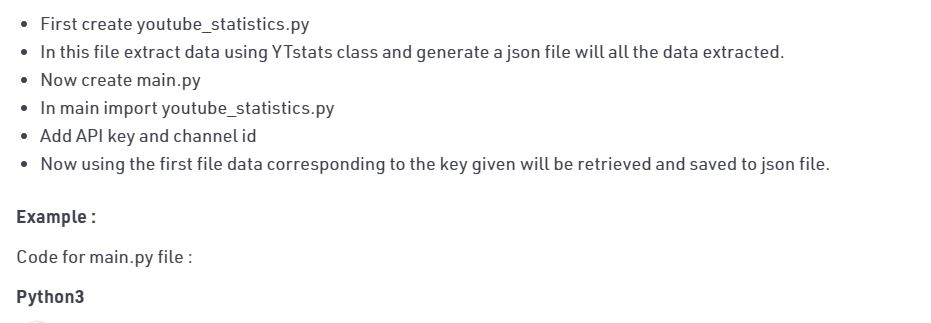 • First create youtube_statistics.py
• In this file extract data using YTstats class and generate a json file will all the data extracted.
• Now create main.py
• In main import youtube_statistics.py
• Add API key and channel id
• Now using the first file data corresponding to the key given will be retrieved and saved to json file.
Example :
Code for main.py file :
Python3